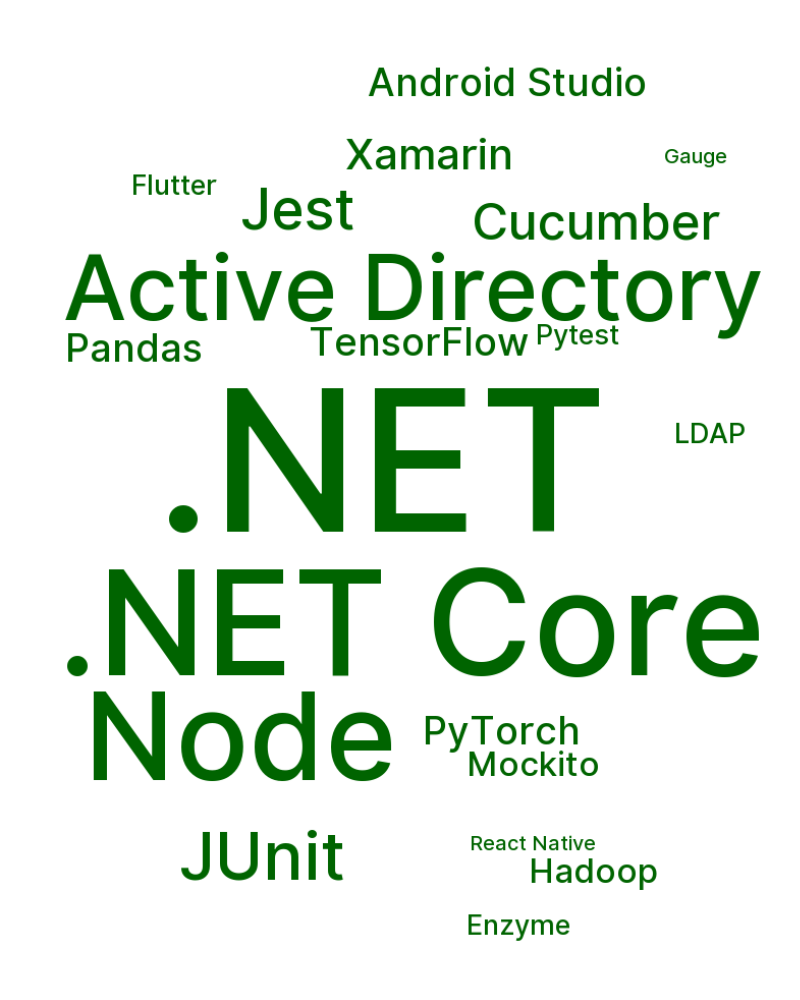 Android Studio
Xamarin
Gauge
Flutter
Jest
Cucumber
Active Directory
Pandas
TensorFlow
Pytest
.NET
LDAP
.NET Core
Node
PyTorch
Mockito
JUnit
React Native
Hadoop
Enzyme